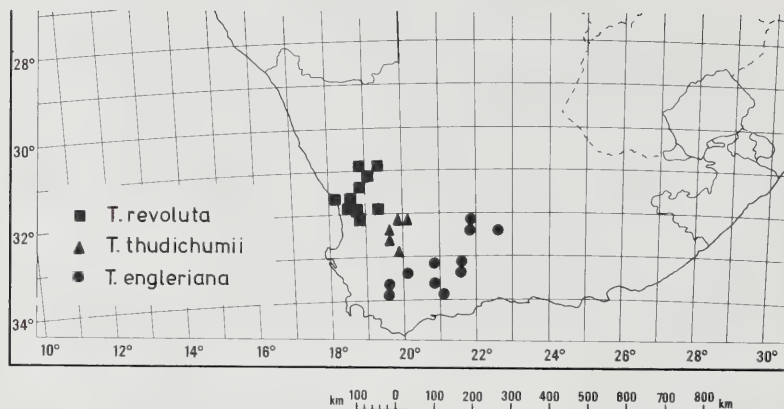 28°
30°
T. revoluta
T. thudichumii
T. engleriana
32°
34°
10° 12° 14° 16° 18° 20° 22° 24° 26° 28° 30°
km 100 0 100 200 300 400 500 600 700 800 km